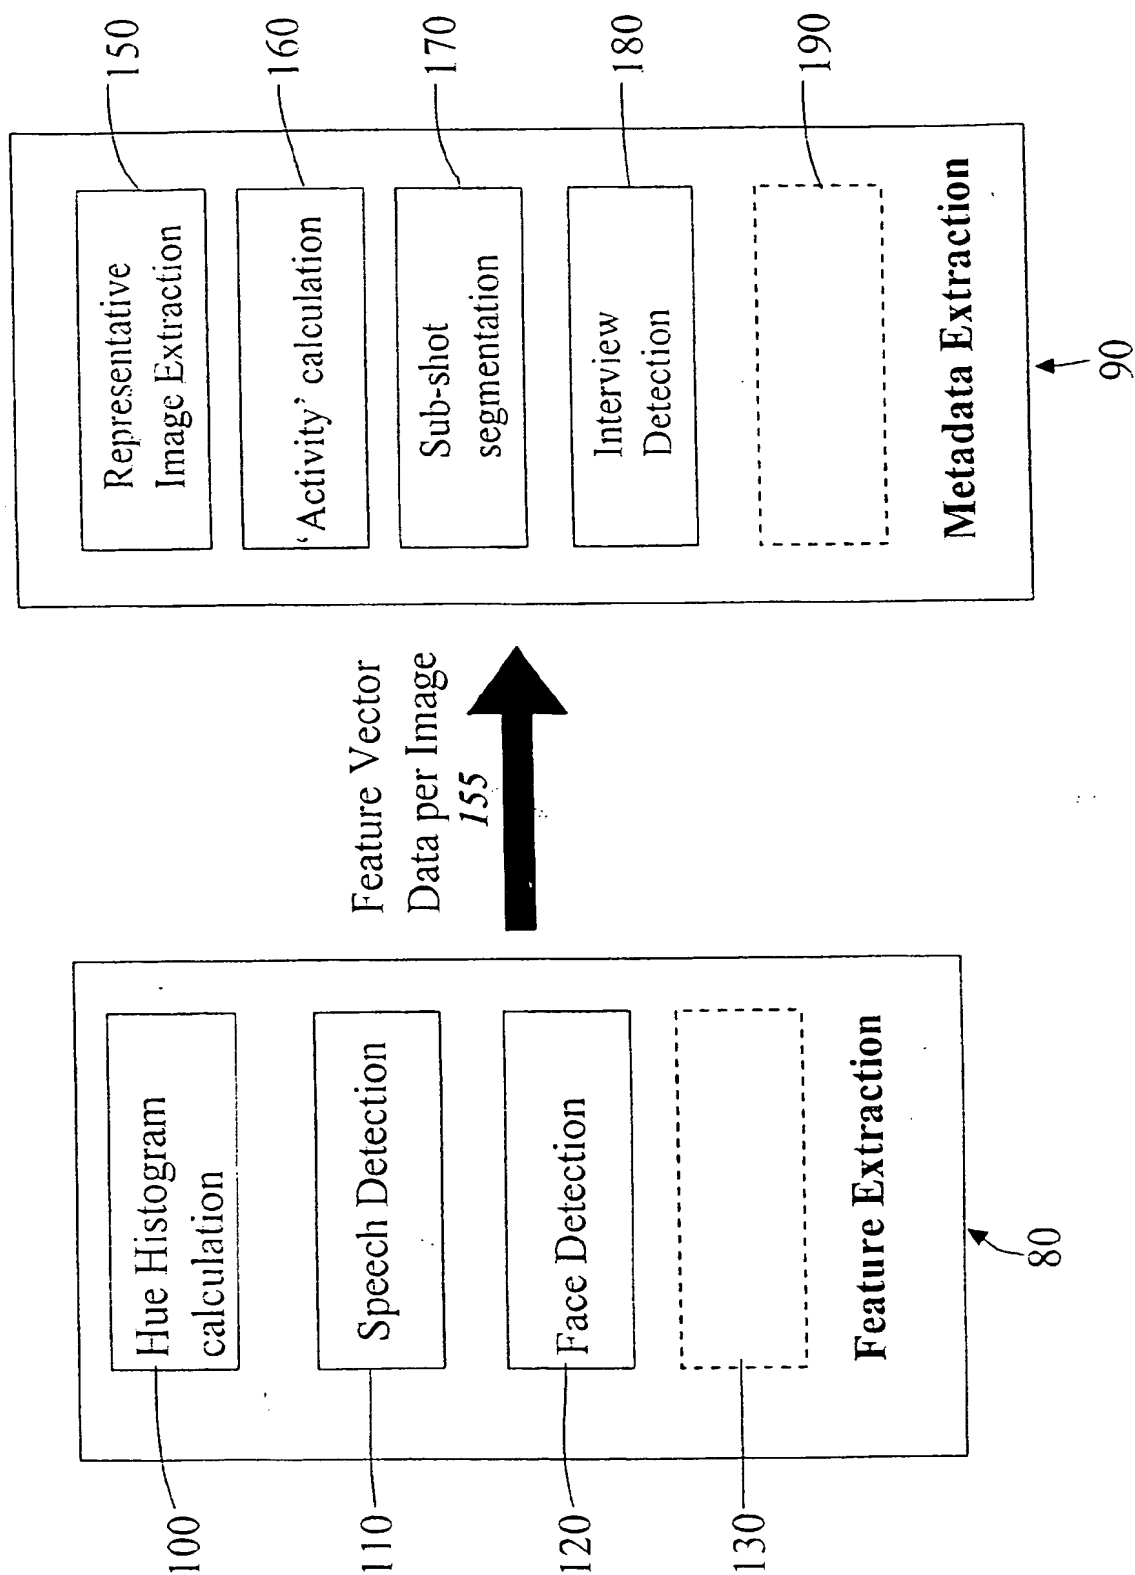 100
Hue Histogram
calculation
110
Speech Detection
120
Face Detection
130
Feature Extraction
80
Feature Vector
Data per Image
155
Representative
Image Extraction
150
'Activity' calculation
160
Sub-shot
segmentation
170
Interview
Detection
180
190
Metadata Extraction
90